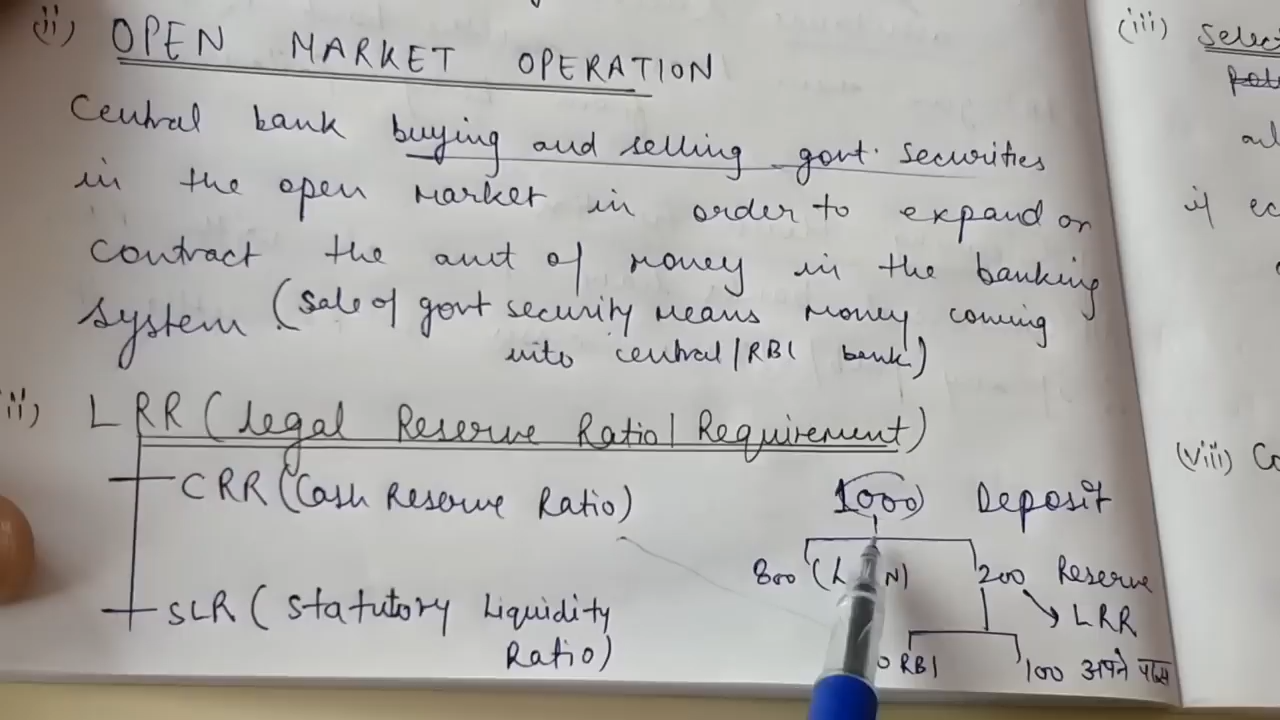 (ii) OPEN MARKET OPERATION
Central bank buying and selling govt. securities
in the open market in order to expand or
contract the amt of money in the banking
system (sale of govt security means money coming
into central/RBI bank)
ii) LRR (Legal Reserve Ratio/Requirement)
CRR (Cash Reserve Ratio)
SLR (Statutory Liquidity
Ratio)
1000 Deposit
800 200 Reserve
LRR
RBI 100 अपने पास
(iii)
if
(viii)